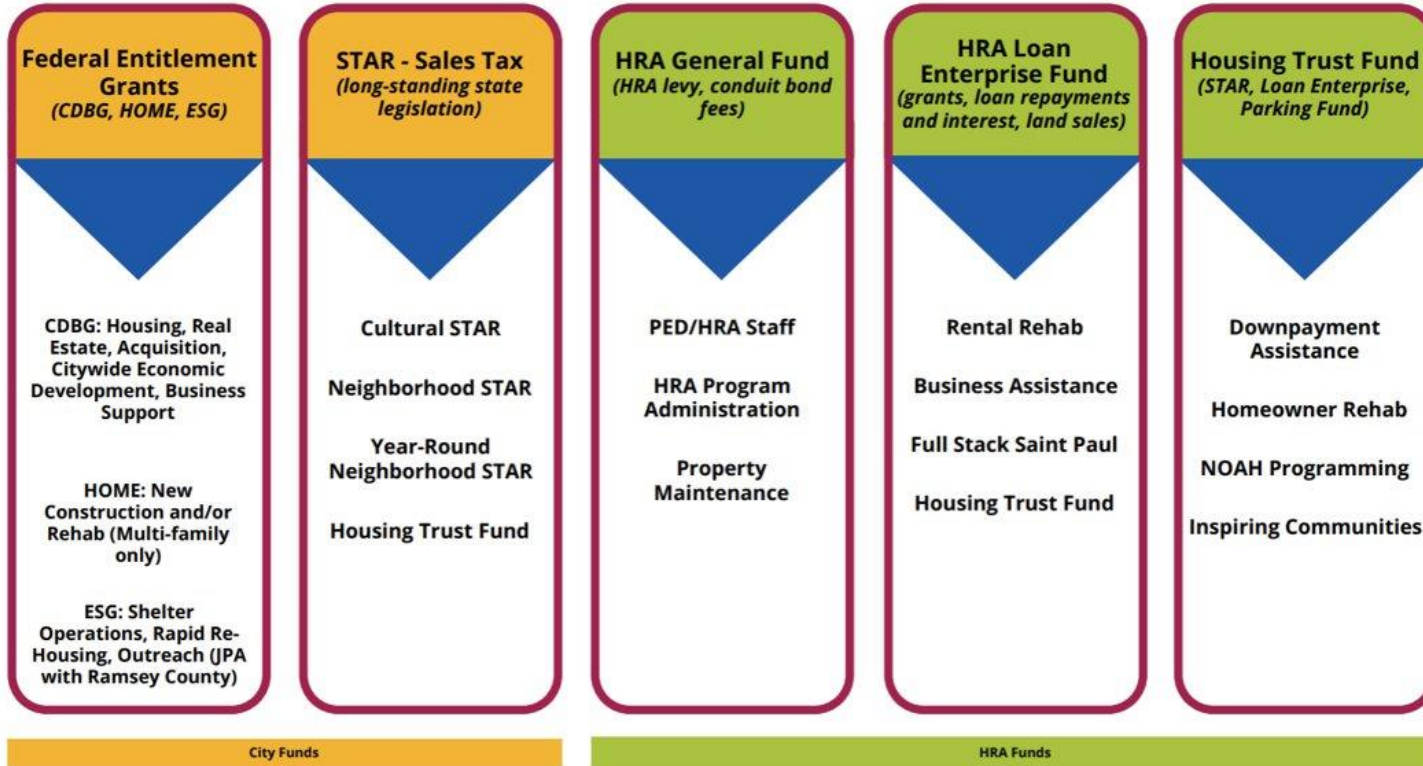 Federal Entitlement
Grants
(CDBG, HOME, ESG)
CDBG: Housing, Real
Estate, Acquisition,
Citywide Economic
Development, Business
Support
HOME: New
Construction and/or
Rehab (Multi-family
only)
ESG: Shelter
Operations, Rapid Re-
Housing, Outreach (JPA
with Ramsey County)
STAR - Sales Tax
(long-standing state
legislation)
Cultural STAR
Neighborhood STAR
Year-Round
Neighborhood STAR
Housing Trust Fund
HRA General Fund
(HRA levy, conduit bond
fees)
PED/HRA Staff
HRA Program
Administration
Property
Maintenance
HRA Loan
Enterprise Fund
(grants, loan repayments
and interest, land sales)
Rental Rehab
Business Assistance
Full Stack Saint Paul
Housing Trust Fund
Housing Trust Fund
(STAR, Loan Enterprise,
Parking Fund)
Downpayment
Assistance
Homeowner Rehab
NOAH Programming
Inspiring Communities
City Funds
HRA Funds